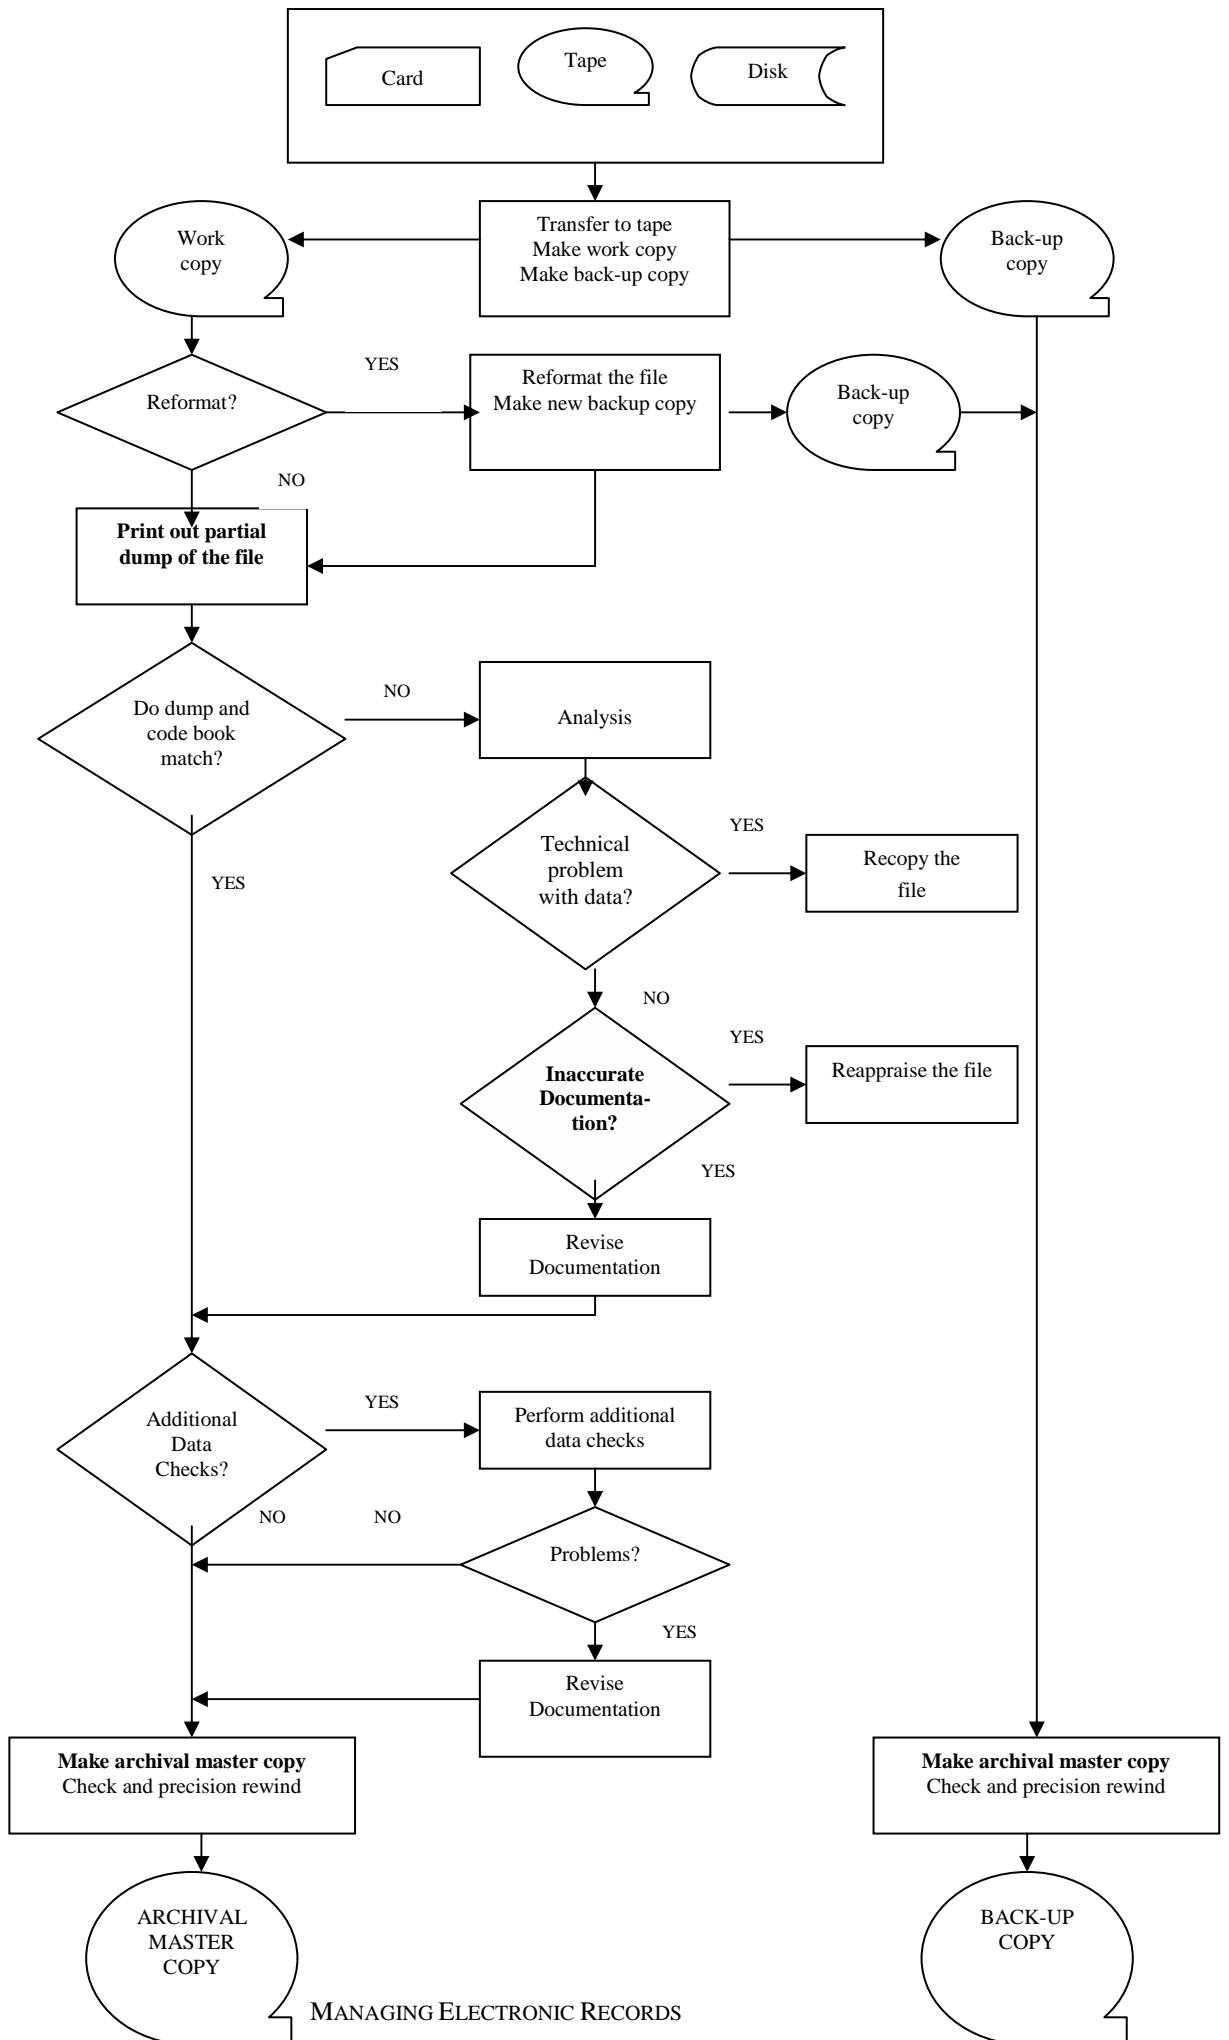 Card
Tape
Disk
Work
copy
Transfer to tape
Make work copy
Make back-up copy
Back-up
copy
Reformat?
YES
Reformat the file
Make new backup copy
Back-up
copy
NO
Print out partial
dump of the file
Do dump and
code book
match?
NO
Analysis
YES
Technical
problem
with data?
YES
Recopy the
file
NO
Inaccurate
Documenta-
tion?
YES
Reappraise the file
YES
Revise
Documentation
Additional
Data
Checks?
YES
Perform additional
data checks
NO
NO
Problems?
YES
Revise
Documentation
Make archival master copy
Check and precision rewind
Make archival master copy
Check and precision rewind
ARCHIVAL
MASTER
COPY
BACK-UP
COPY
MANAGING ELECTRONIC RECORDS